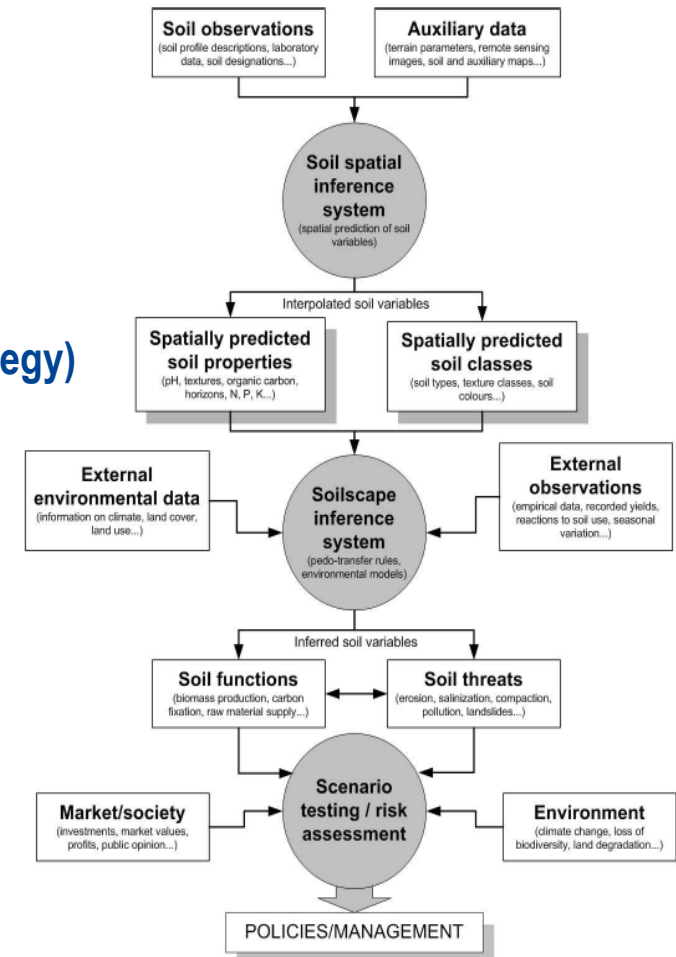 Soil observations
(soil profile descriptions, laboratory
data, soil designations...)
Auxiliary data
(terrain parameters, remote sensing
images, soil and auxiliary maps...)
Soil spatial
inference
system
(spatial prediction of soil
variables)
Interpolated soil variables
egy)
Spatially predicted
soil properties
(pH, textures, organic carbon,
horizons, N, P, K...)
Spatially predicted
soil classes
(soil types, texture classes, soil
colours...)
External
environmental data
(information on climate, land cover,
land use...)
Soilscape
inference
system
(pedo-transfer rules,
environmental models)
External
observations
(empirical data, recorded yields,
reactions to soil use, seasonal
variation...)
Inferred soil variables
Soil functions
(biomass production, carbon
fixation, raw material supply...)
Soil threats
(erosion, salinization, compaction,
pollution, landslides...)
Market/society
(investments, market values,
profits, public opinion...)
Scenario
testing / risk
assessment
Environment
(climate change, loss of
biodiversity, land degradation...)
POLICIES/MANAGEMENT